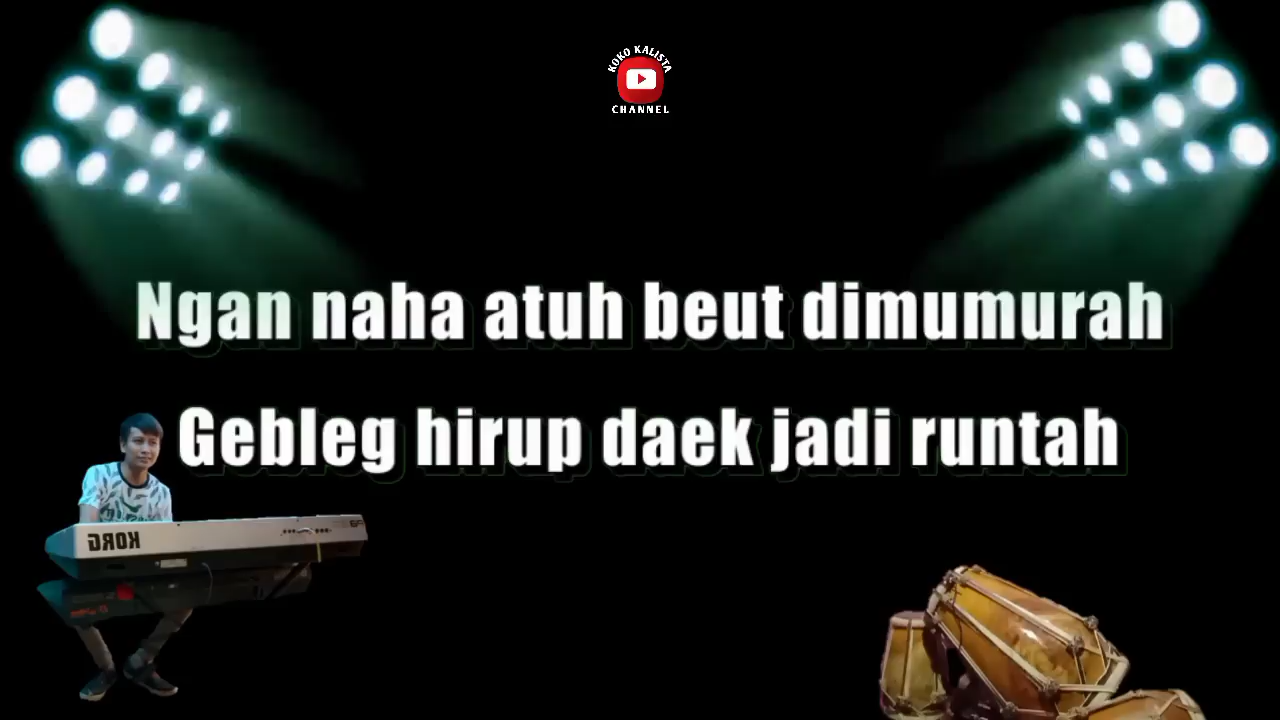 KOKO KALISTA
CHANNEL
Ngan naha atuh beut dimumurah
Gebleg hirup daek jadi runtah
KORG